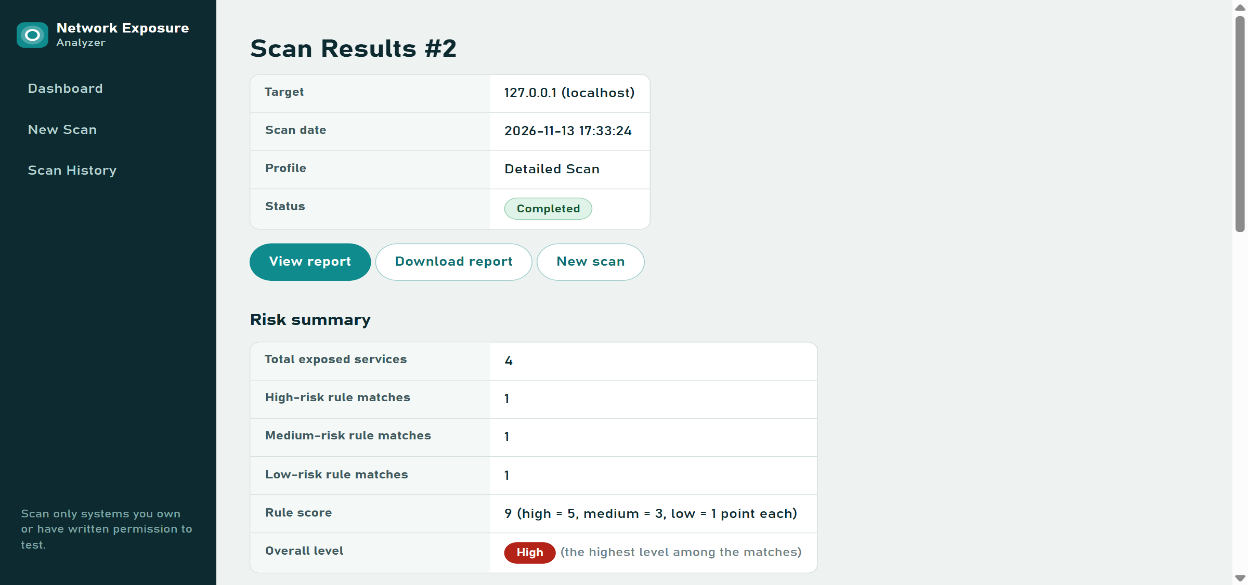 Network Exposure
Analyzer
Dashboard
New Scan
Scan History
Scan only systems you own
or have written permission to
test.
Scan Results #2
Target 127.0.0.1 (localhost)
Scan date 2026-11-13 17:33:24
Profile Detailed Scan
Status Completed
View report Download report New scan
Risk summary
Total exposed services 4
High-risk rule matches 1
Medium-risk rule matches 1
Low-risk rule matches 1
Rule score 9 (high = 5, medium = 3, low = 1 point each)
Overall level High (the highest level among the matches)